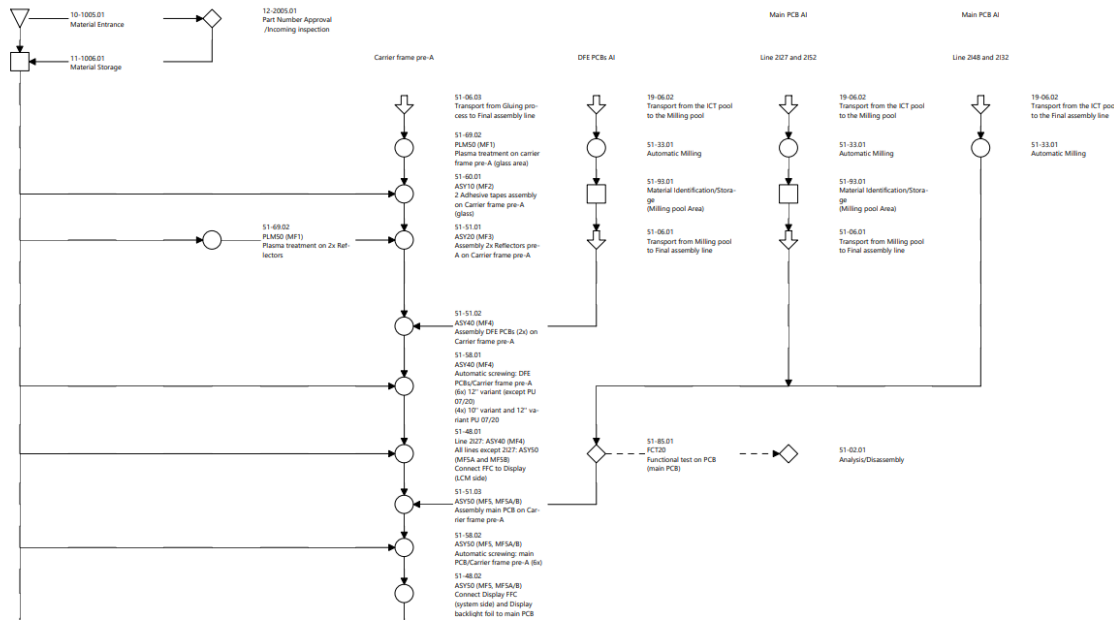 10-1005.01
Material Entrance
12-2005.01
Part Number Approval
/Incoming inspection
11-1006.01
Material Storage
Carrier frame pre-A
DFE PCBs AI
Main PCB AI
Line 2I27 and 2I52
Main PCB AI
Line 2I48 and 2I32
51-06.03
Transport from Gluing pro-
cess to Final assembly line
19-06.02
Transport from the ICT pool
to the Milling pool
19-06.02
Transport from the ICT pool
to the Milling pool
19-06.02
Transport from the ICT pool
to the Final assembly line
51-69.02
PLM50 (MF1)
Plasma treatment on carrier
frame pre-A (glass area)
51-33.01
Automatic Milling
51-33.01
Automatic Milling
51-33.01
Automatic Milling
51-60.01
ASY10 (MF2)
2 Adhesive tapes assembly
on Carrier frame pre-A
(glass)
51-93.01
Material Identification/Stora-
ge
(Milling pool Area)
51-93.01
Material Identification/Stora-
ge
(Milling pool Area)
51-69.02
PLM50 (MF1)
Plasma treatment on 2x Ref-
lectors
51-51.01
ASY20 (MF3)
Assembly 2x Reflectors pre-
A on Carrier frame pre-A
51-06.01
Transport from Milling pool
to Final assembly line
51-06.01
Transport from Milling pool
to Final assembly line
51-51.02
ASY40 (MF4)
Assembly DFE PCBs (2x) on
Carrier frame pre-A
51-58.01
ASY40 (MF4)
Automatic screwing: DFE
PCBs/Carrier frame pre-A
(6x) 12" variant (except PU
07/20)
(4x) 10" variant and 12" va-
riant PU 07/20
51-48.01
Line 2I27: ASY40 (MF4)
All lines except 2I27: ASY50
(MF5A and MF5B)
Connect FFC to Display
(LCM side)
51-85.01
FCT20
Functional test on PCB
(main PCB)
51-02.01
Analysis/Disassembly
51-51.03
ASY50 (MF5, MF5A/B)
Assembly main PCB on Car-
rier frame pre-A
51-58.02
ASY50 (MF5, MF5A/B)
Automatic screwing: main
PCB/Carrier frame pre-A (6x)
51-48.02
ASY50 (MF5, MF5A/B)
Connect Display FFC
(system side) and Display
backlight foil to main PCB